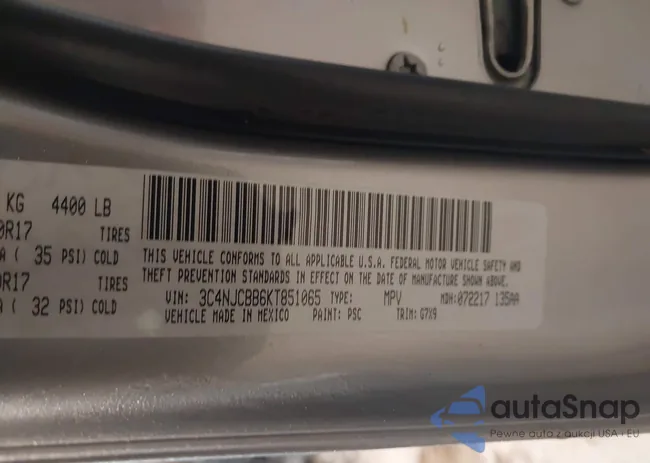 KG 4400 LB
0R17 TIRES
A ( 35 PSI) COLD
0R17 TIRES
A ( 32 PSI) COLD
THIS VEHICLE CONFORMS TO ALL APPLICABLE U.S.A. FEDERAL MOTOR VEHICLE SAFETY AND
THEFT PREVENTION STANDARDS IN EFFECT ON THE DATE OF MANUFACTURE SHOWN ABOVE.
VIN: 3C4NJCBB6KT851065 TYPE: MPV MDH: 072217 135AA
VEHICLE MADE IN MEXICO PAINT: PSC TRIM: G7X9
autaSnap
Pewne auta z aukcji USA i EU